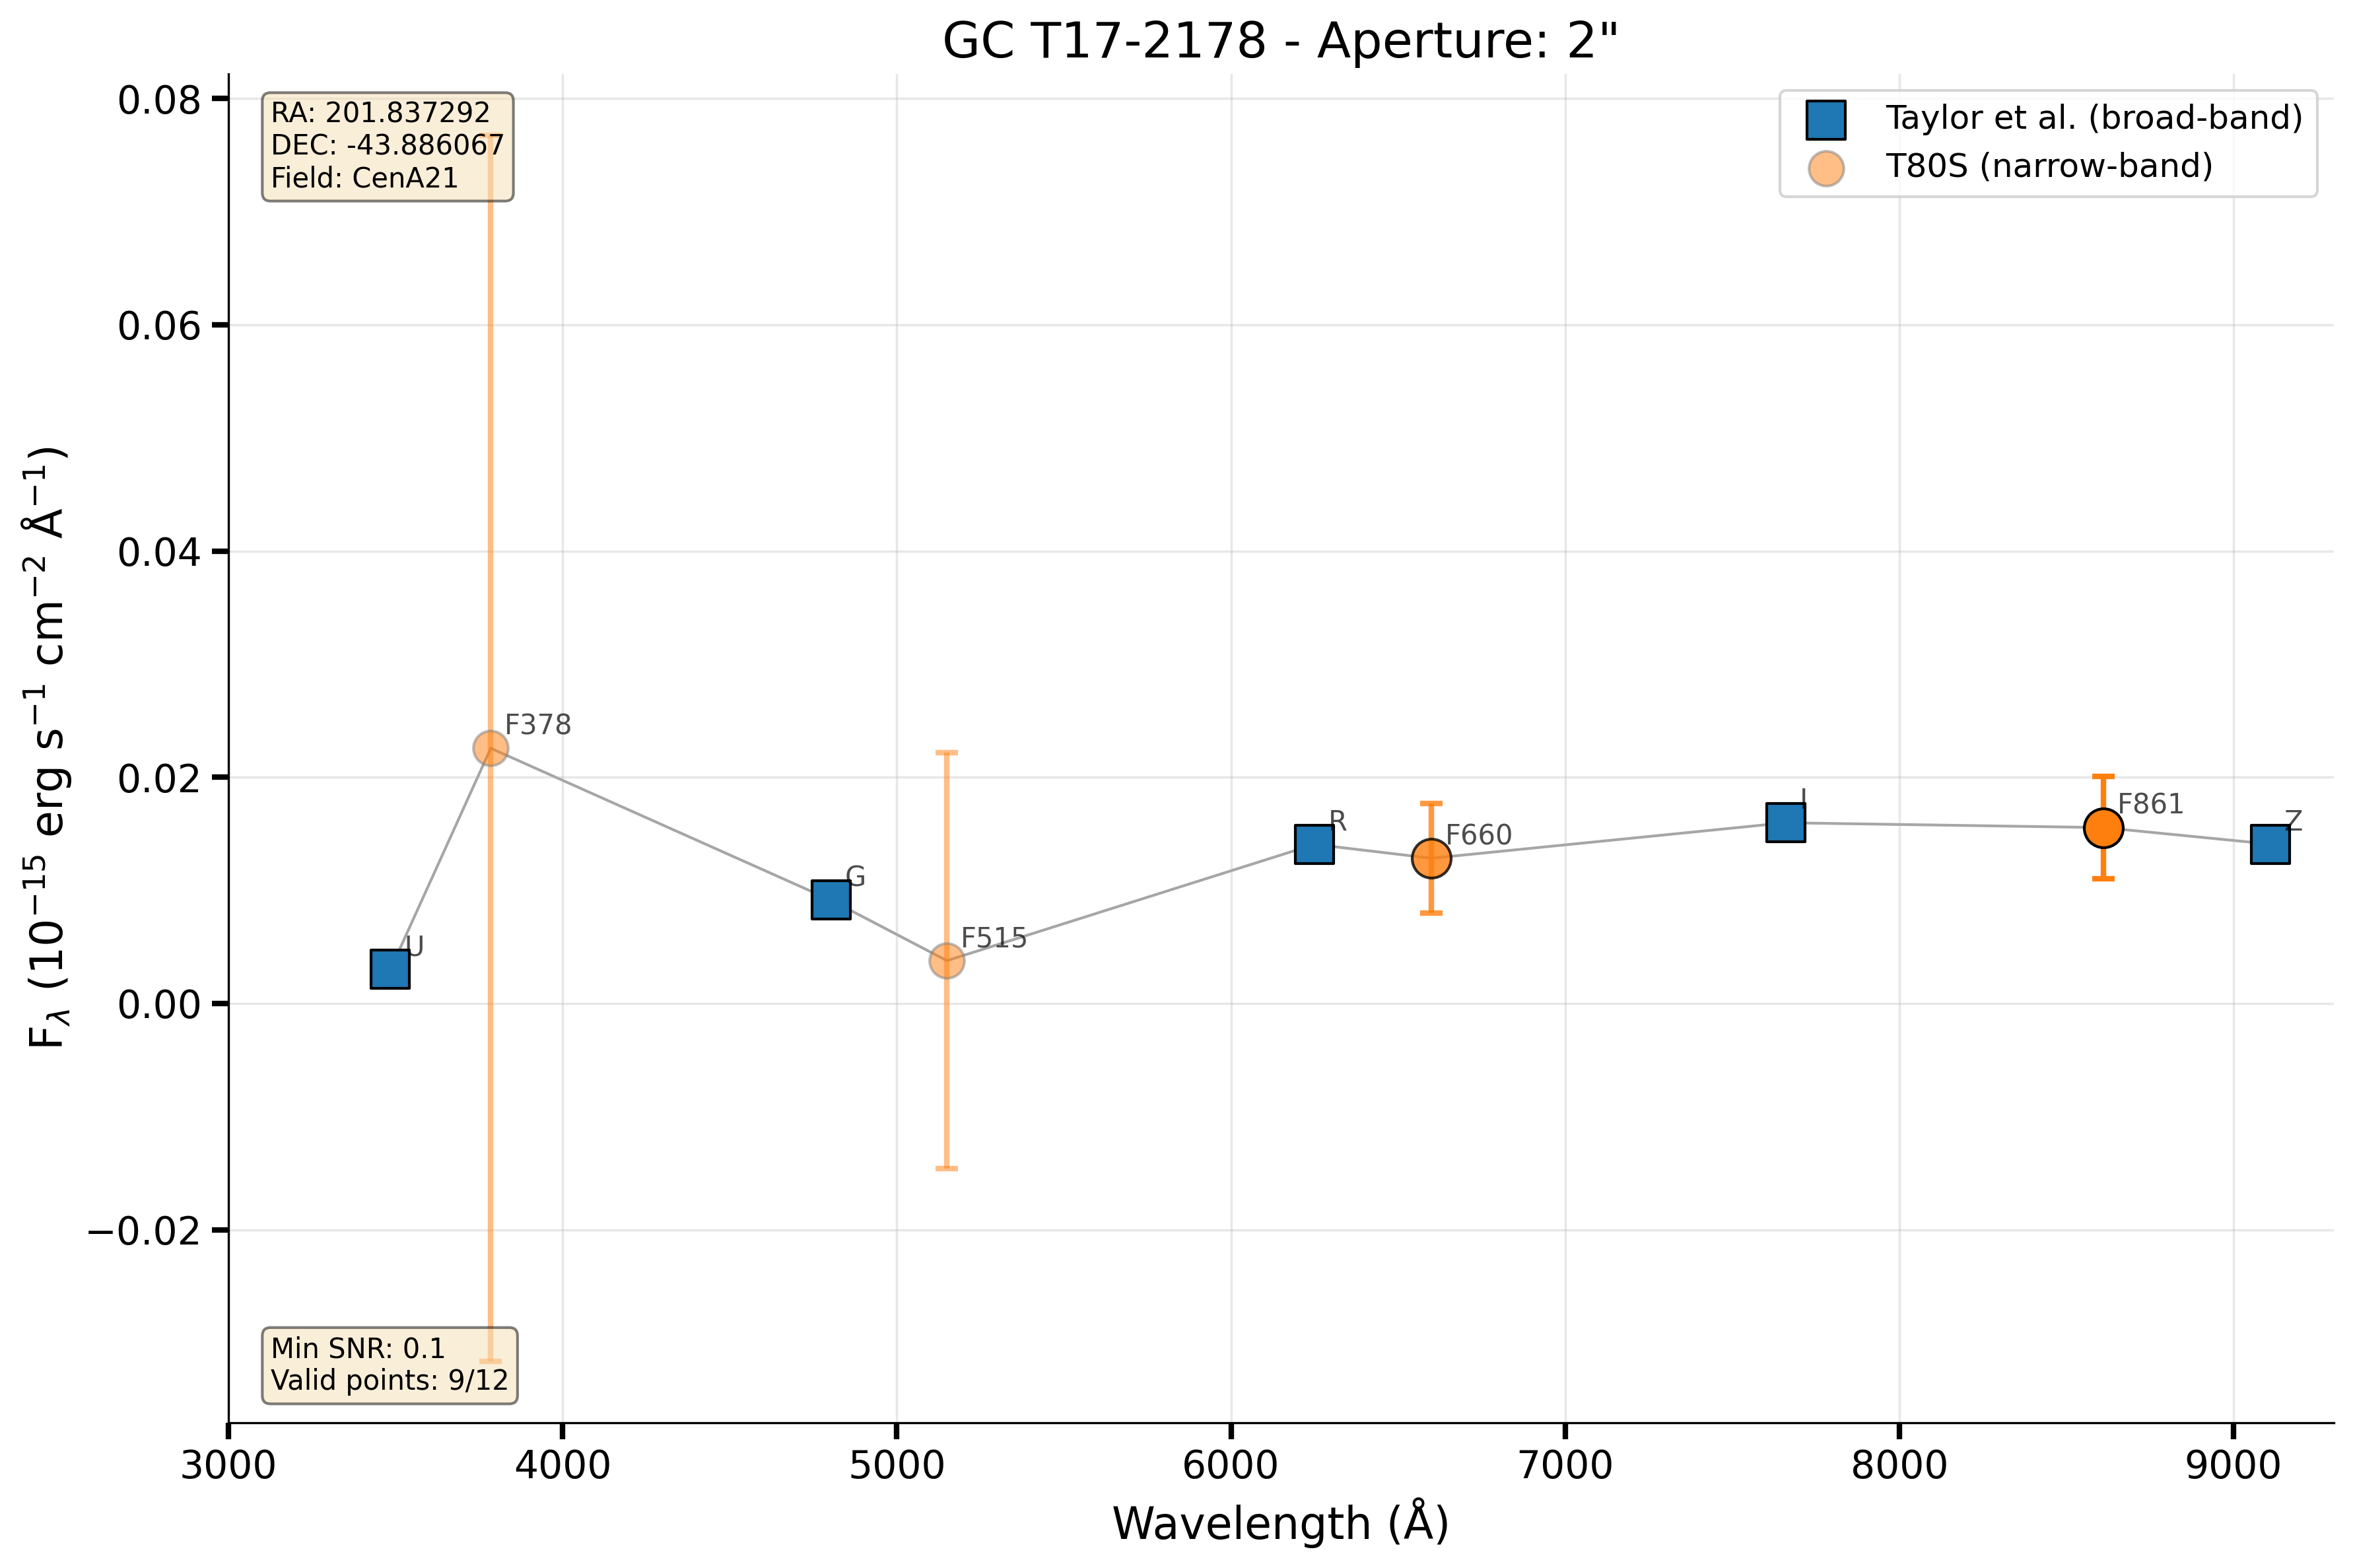 GC T17-2178 - Aperture: 2"
RA: 201.837292
DEC: -43.886067
Field: CenA21
Taylor et al. (broad-band)
T80S (narrow-band)
0.08
0.06
0.04
0.02
0.00
−0.02
F_λ (10⁻¹⁵ erg s⁻¹ cm⁻² Å⁻¹)
U
F378
G
F515
R
F660
I
F861
Z
Min SNR: 0.1
Valid points: 9/12
3000 4000 5000 6000 7000 8000 9000
Wavelength (Å)